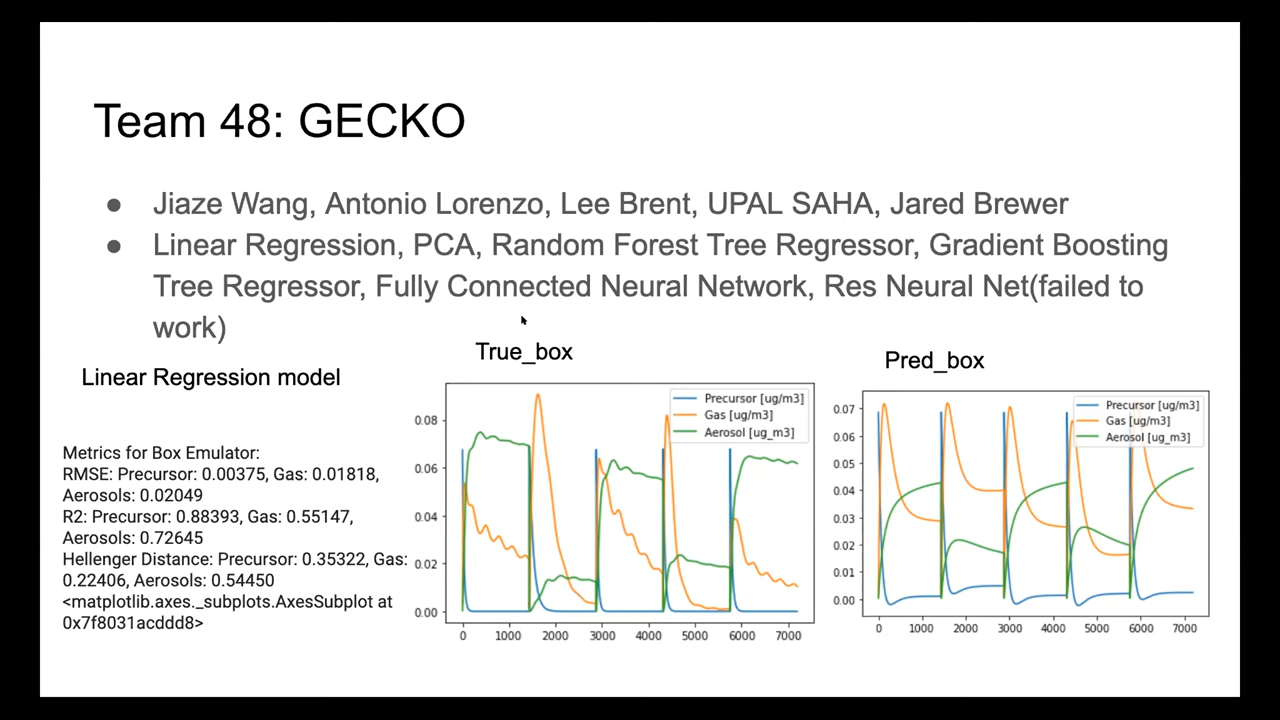 Team 48: GECKO
● Jiaze Wang, Antonio Lorenzo, Lee Brent, UPAL SAHA, Jared Brewer
● Linear Regression, PCA, Random Forest Tree Regressor, Gradient Boosting
Tree Regressor, Fully Connected Neural Network, Res Neural Net(failed to
work)
Linear Regression model
Metrics for Box Emulator:
RMSE: Precursor: 0.00375, Gas: 0.01818,
Aerosols: 0.02049
R2: Precursor: 0.88393, Gas: 0.55147,
Aerosols: 0.72645
Hellenger Distance: Precursor: 0.35322, Gas:
0.22406, Aerosols: 0.54450
<matplotlib.axes._subplots.AxesSubplot at
0x7f8031acddd8>
True_box
Precursor [ug/m3]
Gas [ug/m3]
Aerosol [ug_m3]
0.08
0.06
0.04
0.02
0.00
0 1000 2000 3000 4000 5000 6000 7000
Pred_box
Precursor [ug/m3]
Gas [ug/m3]
Aerosol [ug_m3]
0.07
0.06
0.05
0.04
0.03
0.02
0.01
0.00
0 1000 2000 3000 4000 5000 6000 7000